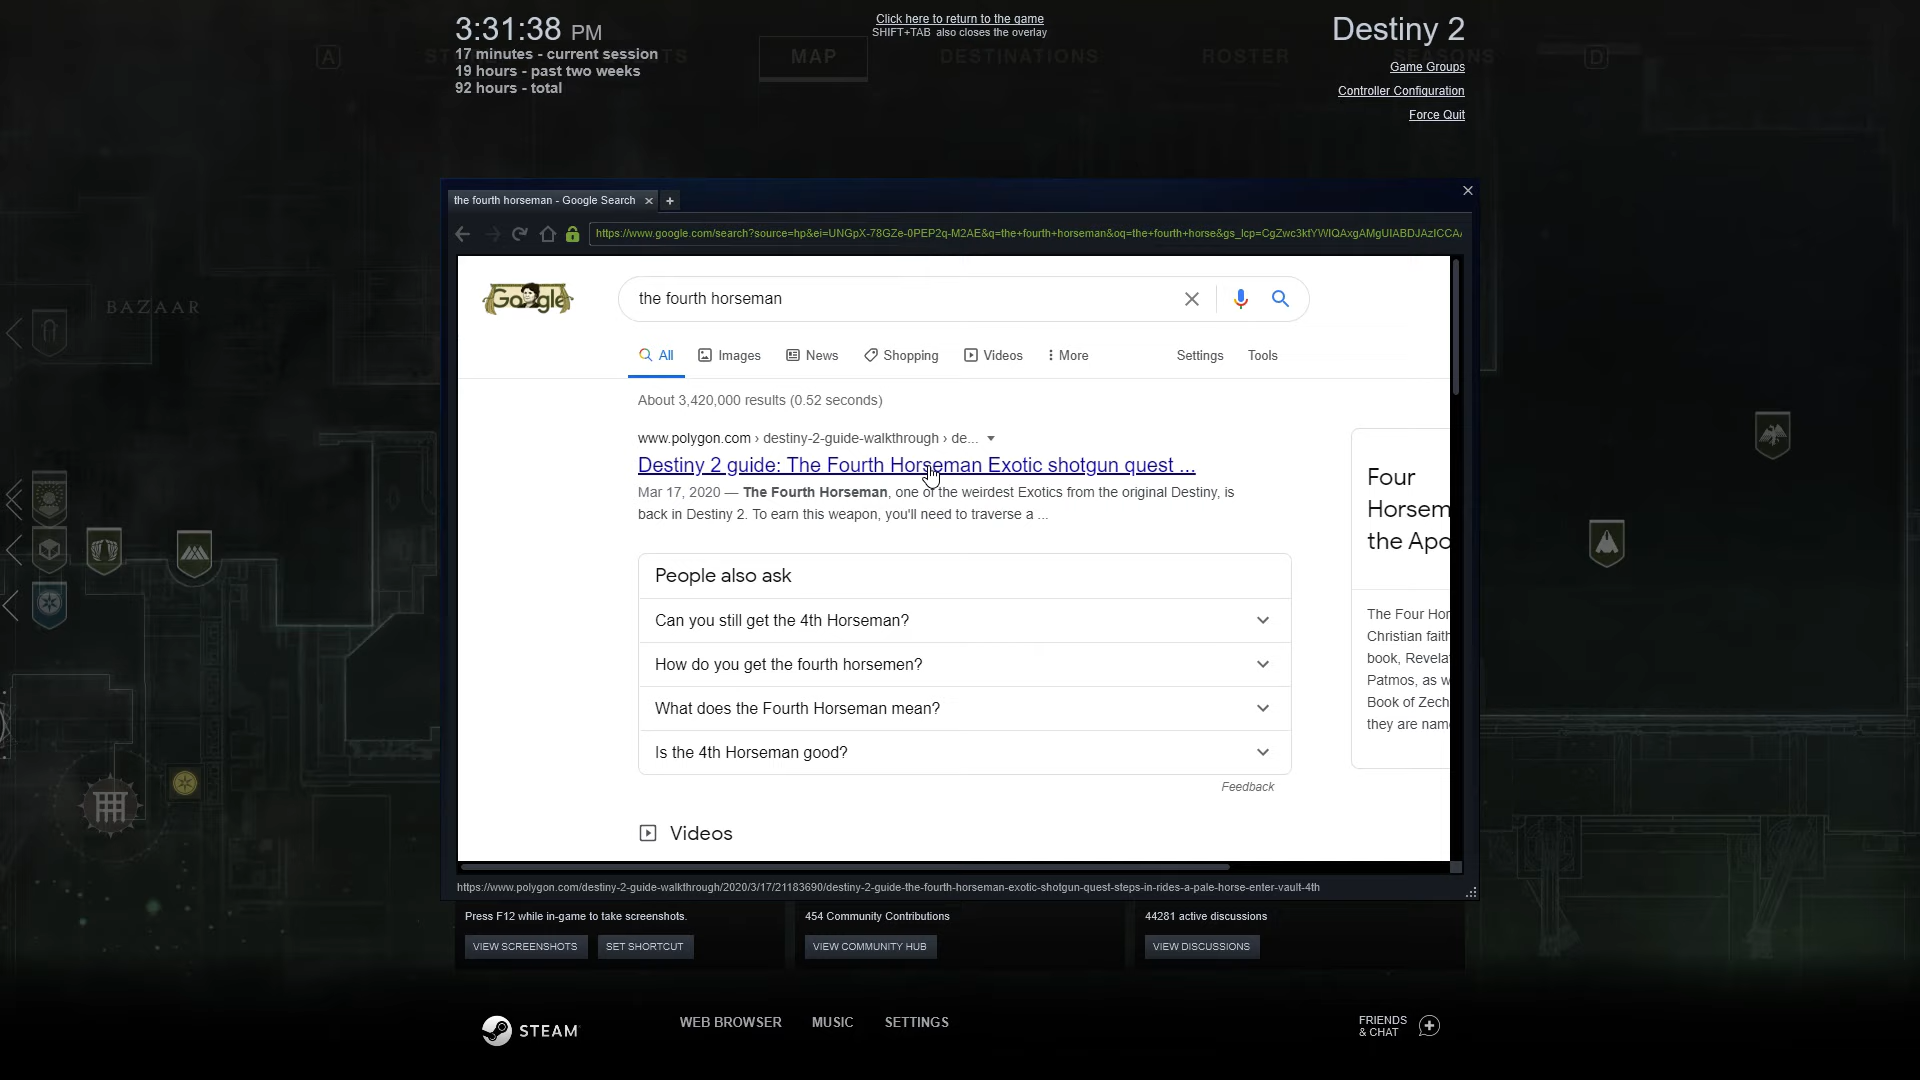 3:31:38 PM
17 minutes - current session
19 hours - past two weeks
92 hours - total
Click here to return to the game
SHIFT+TAB also closes the overlay
Destiny 2
Game Groups
Controller Configuration
Force Quit
A
MAP
DESTINATIONS
ROSTER
SEASONS
D
BAZAAR
the fourth horseman - Google Search
https://www.google.com/search?source=hp&ei=UNGpX-78GZe-0PEP2q-M2AE&q=the+fourth+horseman&oq=the+fourth+horse&gs_lcp=CgZwc3ktYWIQAxgAMgUIABDJAzICCAA
Google
the fourth horseman
All
Images
News
Shopping
Videos
More
Settings
Tools
About 3,420,000 results (0.52 seconds)
www.polygon.com › destiny-2-guide-walkthrough › de...
Destiny 2 guide: The Fourth Horseman Exotic shotgun quest ...
Mar 17, 2020 — The Fourth Horseman, one of the weirdest Exotics from the original Destiny, is
back in Destiny 2. To earn this weapon, you'll need to traverse a ...
People also ask
Can you still get the 4th Horseman?
How do you get the fourth horsemen?
What does the Fourth Horseman mean?
Is the 4th Horseman good?
Feedback
Videos
Four
Horsem
the Apo
The Four Hor
Christian faith
book, Revela
Patmos, as w
Book of Zech
they are nam
https://www.polygon.com/destiny-2-guide-walkthrough/2020/3/17/21183690/destiny-2-guide-the-fourth-horseman-exotic-shotgun-quest-steps-in-rides-a-pale-horse-enter-vault-4th
Press F12 while in-game to take screenshots.
VIEW SCREENSHOTS
SET SHORTCUT
454 Community Contributions
VIEW COMMUNITY HUB
44281 active discussions
VIEW DISCUSSIONS
STEAM
WEB BROWSER
MUSIC
SETTINGS
FRIENDS
& CHAT